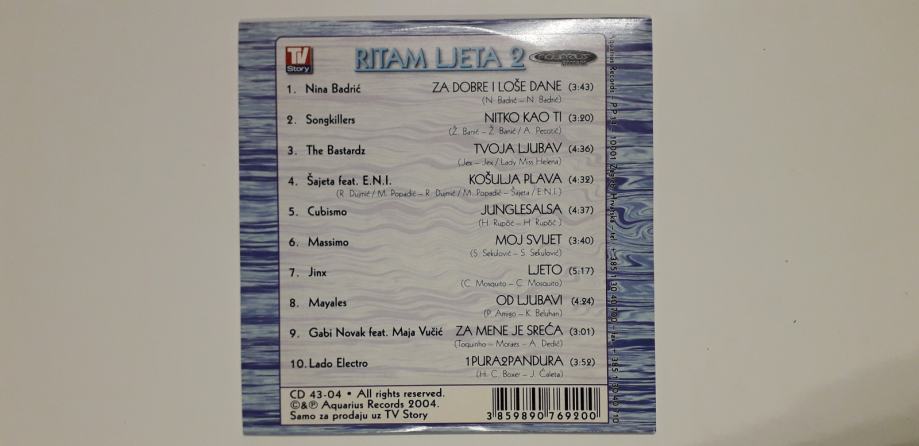 TV Story
RITAM LJETA 2
1. Nina Badrić ZA DOBRE I LOŠE DANE (3:43)
(N. Badrić – N. Badrić)
2. Songkillers NITKO KAO TI (3:20)
(Ž. Banić – Ž. Banić / A. Pecotić)
3. The Bastardz TVOJA LJUBAV (4:36)
(Jex – Jex / Lady Miss Helena)
4. Šajeta feat. E.N.I. KOŠULJA PLAVA (4:32)
(R. Dujmić / M. Popadić – R. Dujmić / M. Popadić – Šajeta / E.N.I.)
5. Cubismo JUNGLESALSA (4:37)
(H. Rupčić – H. Rupčić)
6. Massimo MOJ SVIJET (3:40)
(S. Sekulović – S. Sekulović)
7. Jinx LJETO (5:17)
(C. Mosquito – C. Mosquito)
8. Mayales OD LJUBAVI (4:24)
(P. Amigo – K. Beluhan)
9. Gabi Novak feat. Maja Vučić ZA MENE JE SREĆA (3:01)
(Toquinho – Moraes – A. Dedić)
10. Lado Electro 1PURA2PANDURA (3:52)
(Hi. C. Boxer – J. Ćaleta)
CD 43-04 • All rights reserved.
©&℗ Aquarius Records 2004.
Samo za prodaju uz TV Story
3 859890 769200
Aquarius Records